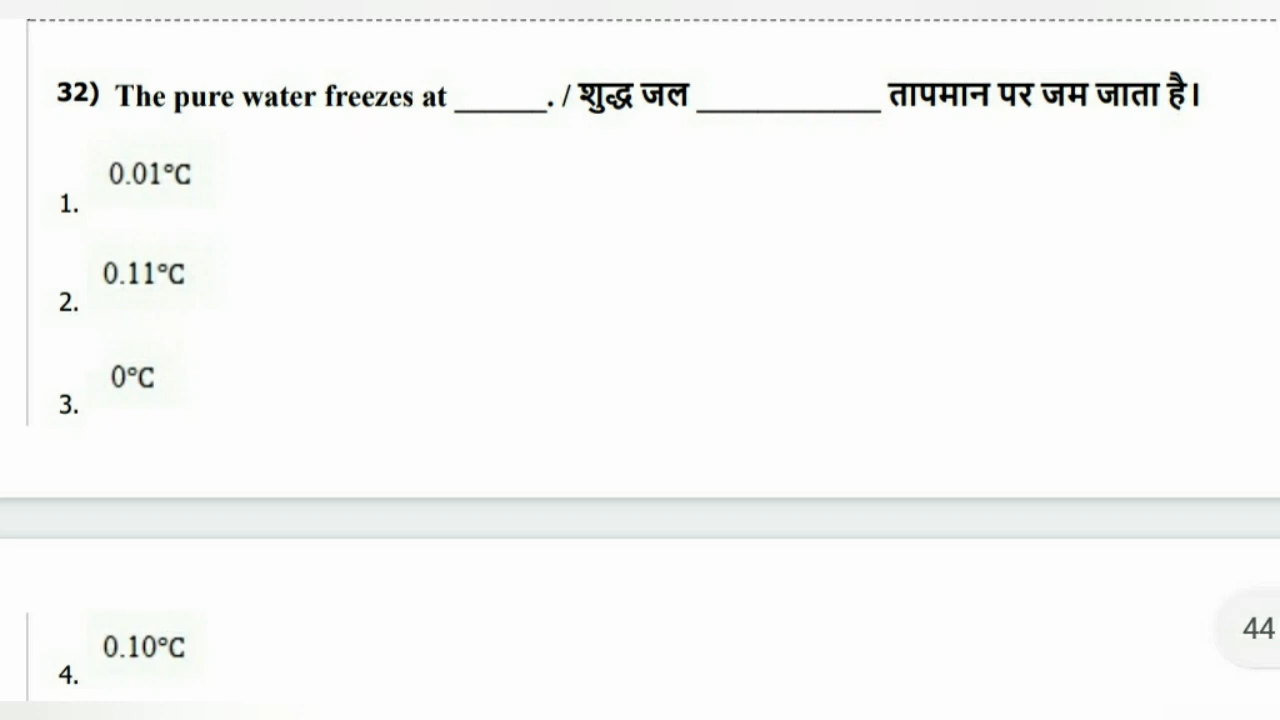 32) The pure water freezes at ______. / शुद्ध जल ____________ तापमान पर जम जाता है।
0.01°C
1.
0.11°C
2.
0°C
3.
44
0.10°C
4.